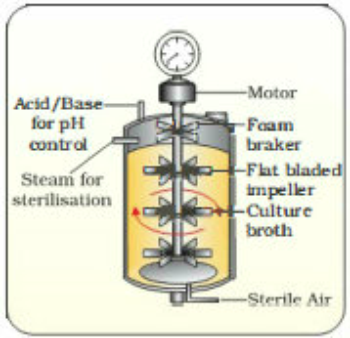 Motor
Acid/Base
for pH
control
Foam
braker
Steam for
sterilisation
Flat bladed
impeller
Culture
broth
Sterile Air